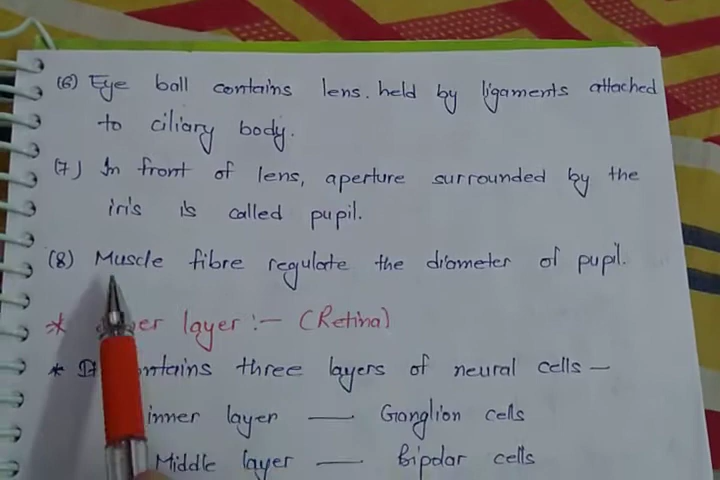 (6) Eye ball contains lens. held by ligaments attached
to ciliary body.
(7) In front of lens, aperture surrounded by the
iris is called pupil.
(8) Muscle fibre regulate the diameter of pupil.
* layer :- (Retina)
* three layers of neural cells —
inner layer — Ganglion cells
Middle layer — Bipolar cells